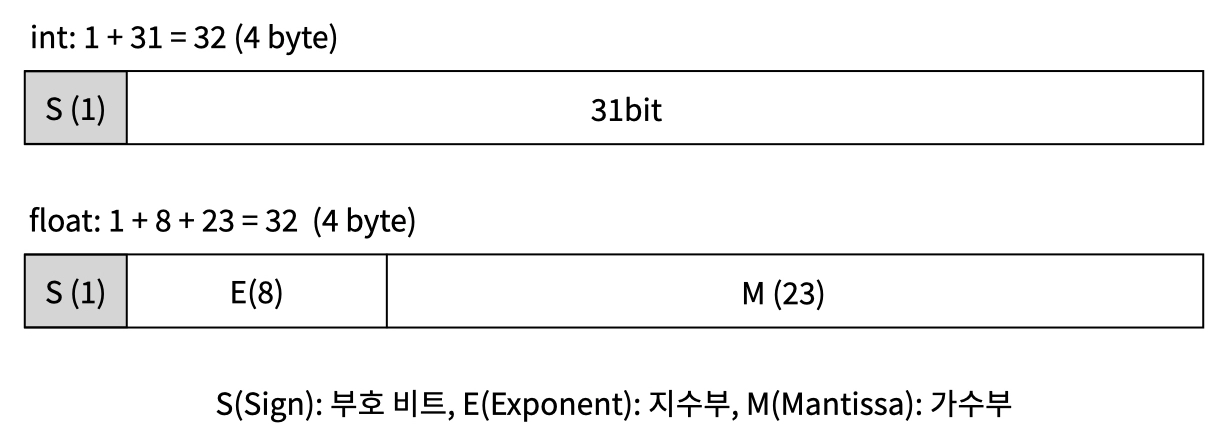 int: 1 + 31 = 32 (4 byte)
S (1) 31bit
float: 1 + 8 + 23 = 32 (4 byte)
S (1) E(8) M (23)
S(Sign): 부호 비트, E(Exponent): 지수부, M(Mantissa): 가수부